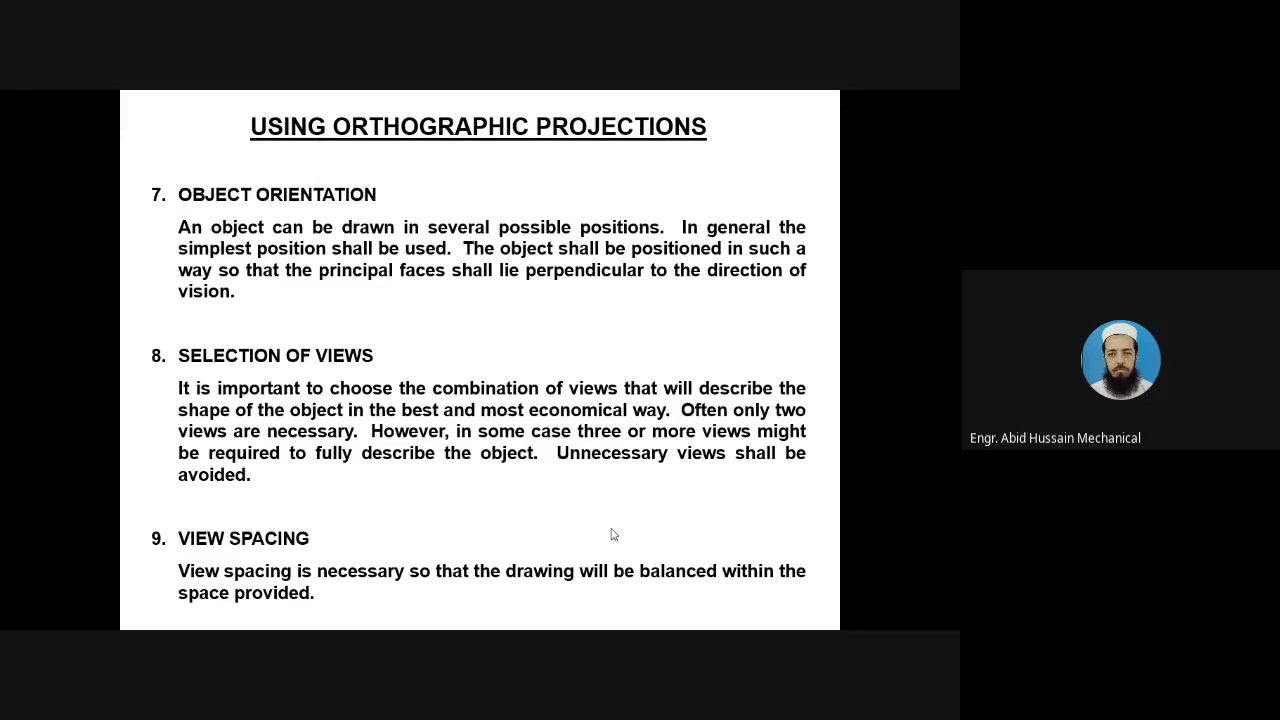 USING ORTHOGRAPHIC PROJECTIONS
7. OBJECT ORIENTATION
An object can be drawn in several possible positions. In general the
simplest position shall be used. The object shall be positioned in such a
way so that the principal faces shall lie perpendicular to the direction of
vision.
8. SELECTION OF VIEWS
It is important to choose the combination of views that will describe the
shape of the object in the best and most economical way. Often only two
views are necessary. However, in some case three or more views might
be required to fully describe the object. Unnecessary views shall be
avoided.
9. VIEW SPACING
View spacing is necessary so that the drawing will be balanced within the
space provided.
Engr. Abid Hussain Mechanical